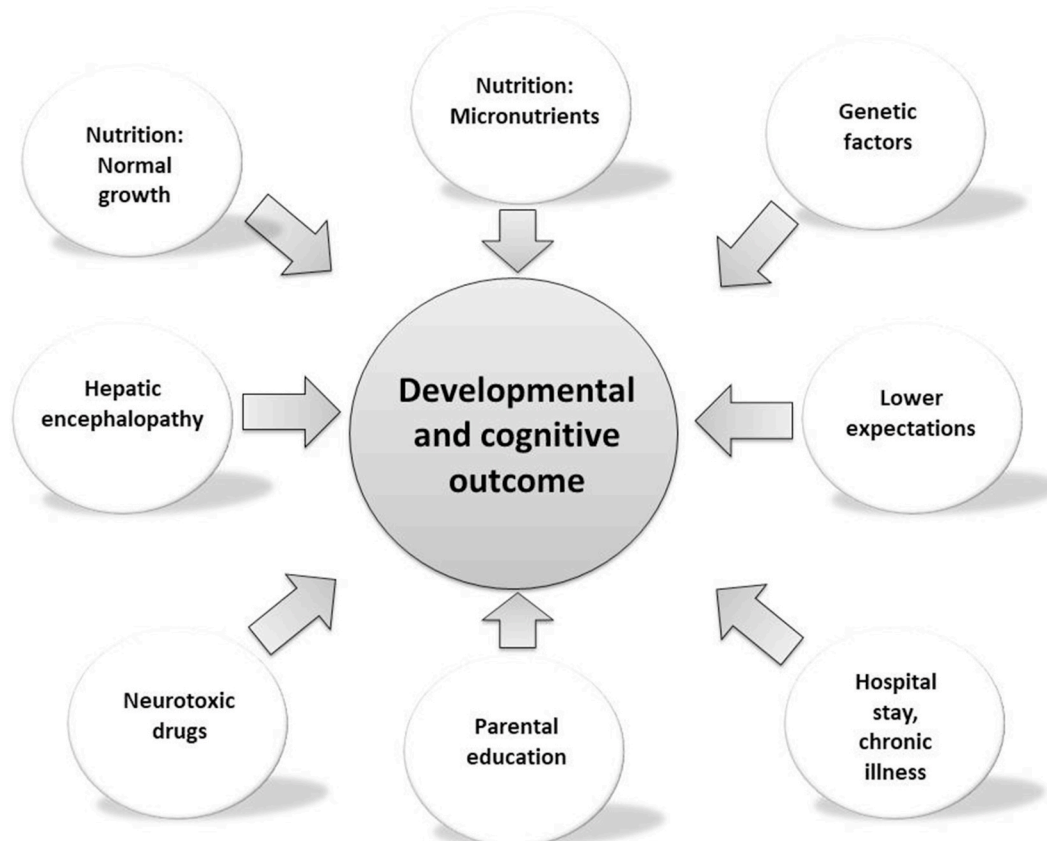 Nutrition:
Micronutrients
Nutrition:
Normal
growth
Genetic
factors
Hepatic
encephalopathy
Developmental
and cognitive
outcome
Lower
expectations
Neurotoxic
drugs
Parental
education
Hospital
stay,
chronic
illness